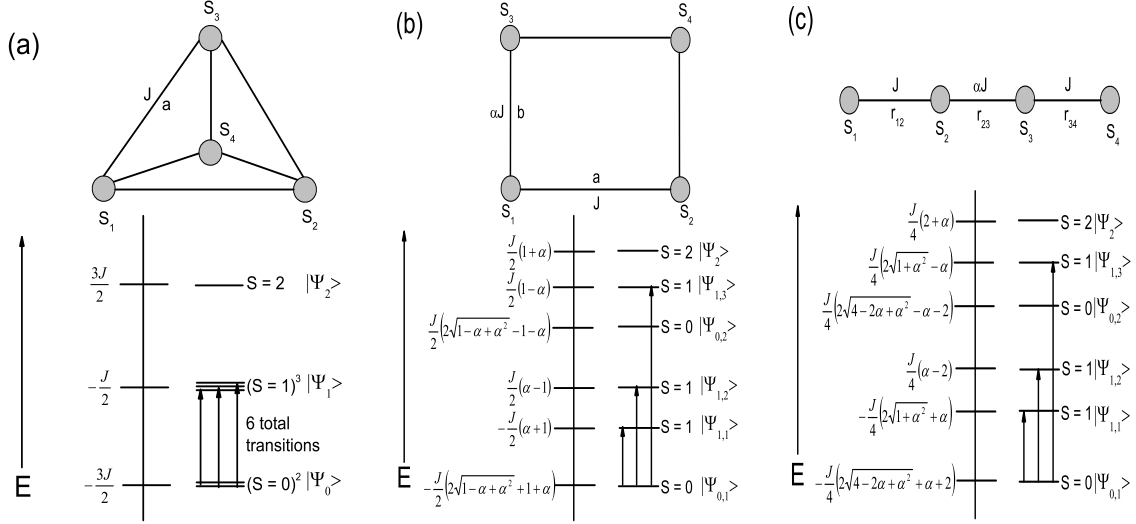 (a)
S₃
J
a
S₄
S₁
S₂
3J/2
S = 2 |Ψ₂>
-J/2
(S = 1)³ |Ψ₁>
6 total
transitions
E
-3J/2
(S = 0)² |Ψ₀>
(b)
S₃
S₄
αJ
b
a
S₁
J
S₂
J/2(1+α)
S = 2 |Ψ₂>
J/2(1-α)
S = 1 |Ψ₁,₃>
J/2(2√(1-α+α²)-1-α)
S = 0 |Ψ₀,₂>
J/2(α-1)
S = 1 |Ψ₁,₂>
-J/2(α+1)
S = 1 |Ψ₁,₁>
E
-J/2(2√(1-α+α²)+1+α)
S = 0 |Ψ₀,₁>
(c)
J
αJ
J
S₁
r₁₂
S₂
r₂₃
S₃
r₃₄
S₄
J/4(2+α)
S = 2 |Ψ₂>
J/4(2√(1+α²)-α)
S = 1 |Ψ₁,₃>
J/4(2√(4-2α+α²)-α-2)
S = 0 |Ψ₀,₂>
J/4(α-2)
S = 1 |Ψ₁,₂>
-J/4(2√(1+α²)+α)
S = 1 |Ψ₁,₁>
E
-J/4(2√(4-2α+α²)+α+2)
S = 0 |Ψ₀,₁>